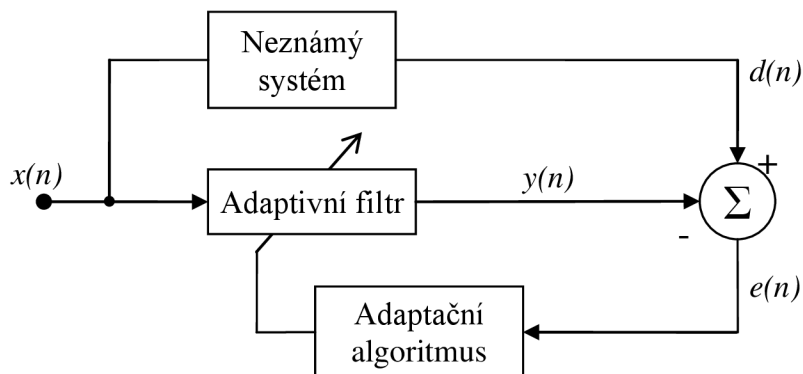 Neznámý
systém
d(n)
x(n)
+
y(n)
Adaptivní filtr
Σ
-
e(n)
Adaptační
algoritmus